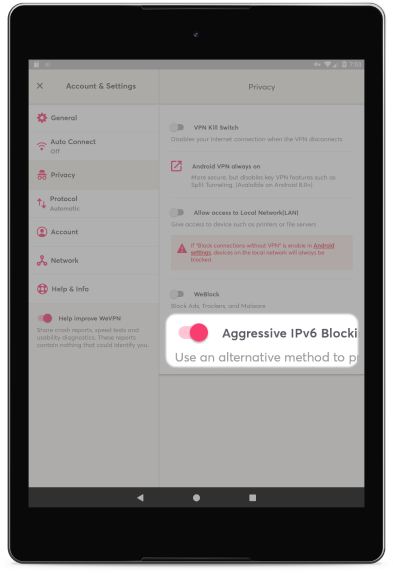 7:00
Account & Settings
Privacy
General
Auto Connect
Off
Privacy
Protocol
Automatic
Account
Network
Help & Info
Help improve WeVPN
Share crash reports, speed tests and
usability diagnostics. These reports
contain nothing that could identify you.
VPN Kill Switch
Disables your internet connection when the VPN disconnects
Android VPN always on
More secure, but disables key VPN features such as
Split Tunneling. (Available on Android 8.0+)
Allow access to Local Network(LAN)
Give access to device such as printers or file servers
If "Block connections without VPN" is enable in Android
settings, devices on the local network will always be
blocked.
WeBlock
Block Ads, Trackers, and Malware
Aggressive IPv6 Blocki
Use an alternative method to p